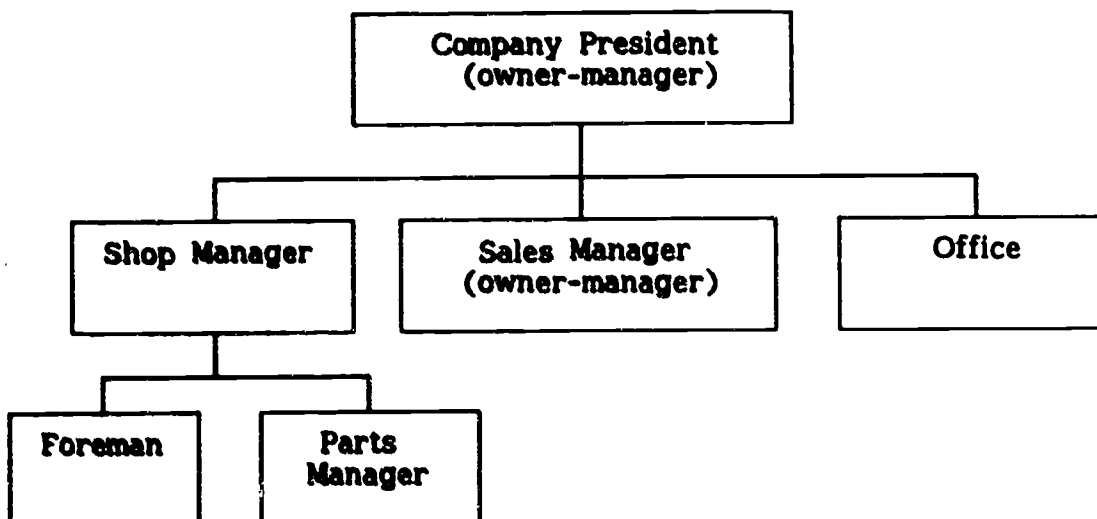 Company President
(owner-manager)
Shop Manager
Sales Manager
(owner-manager)
Office
Foreman
Parts
Manager